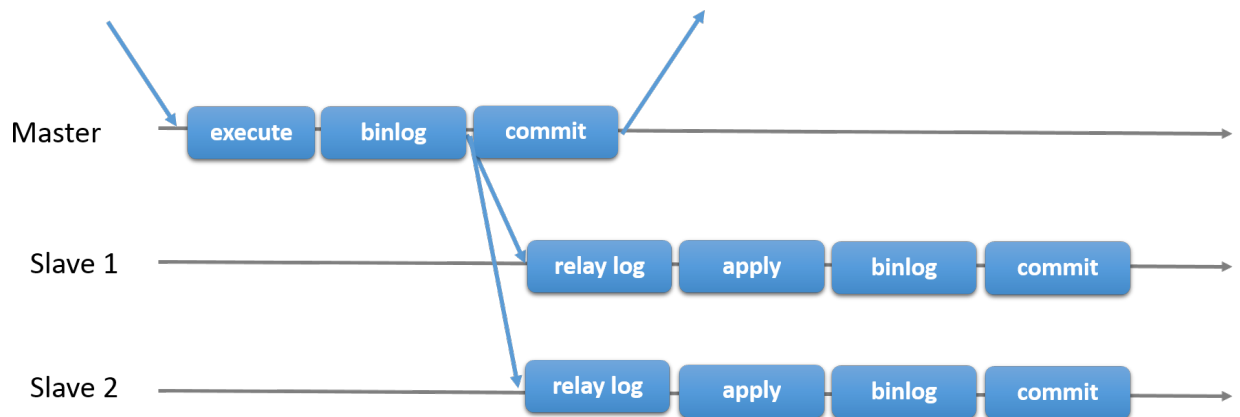 Master
execute
binlog
commit
Slave 1
relay log
apply
binlog
commit
Slave 2
relay log
apply
binlog
commit